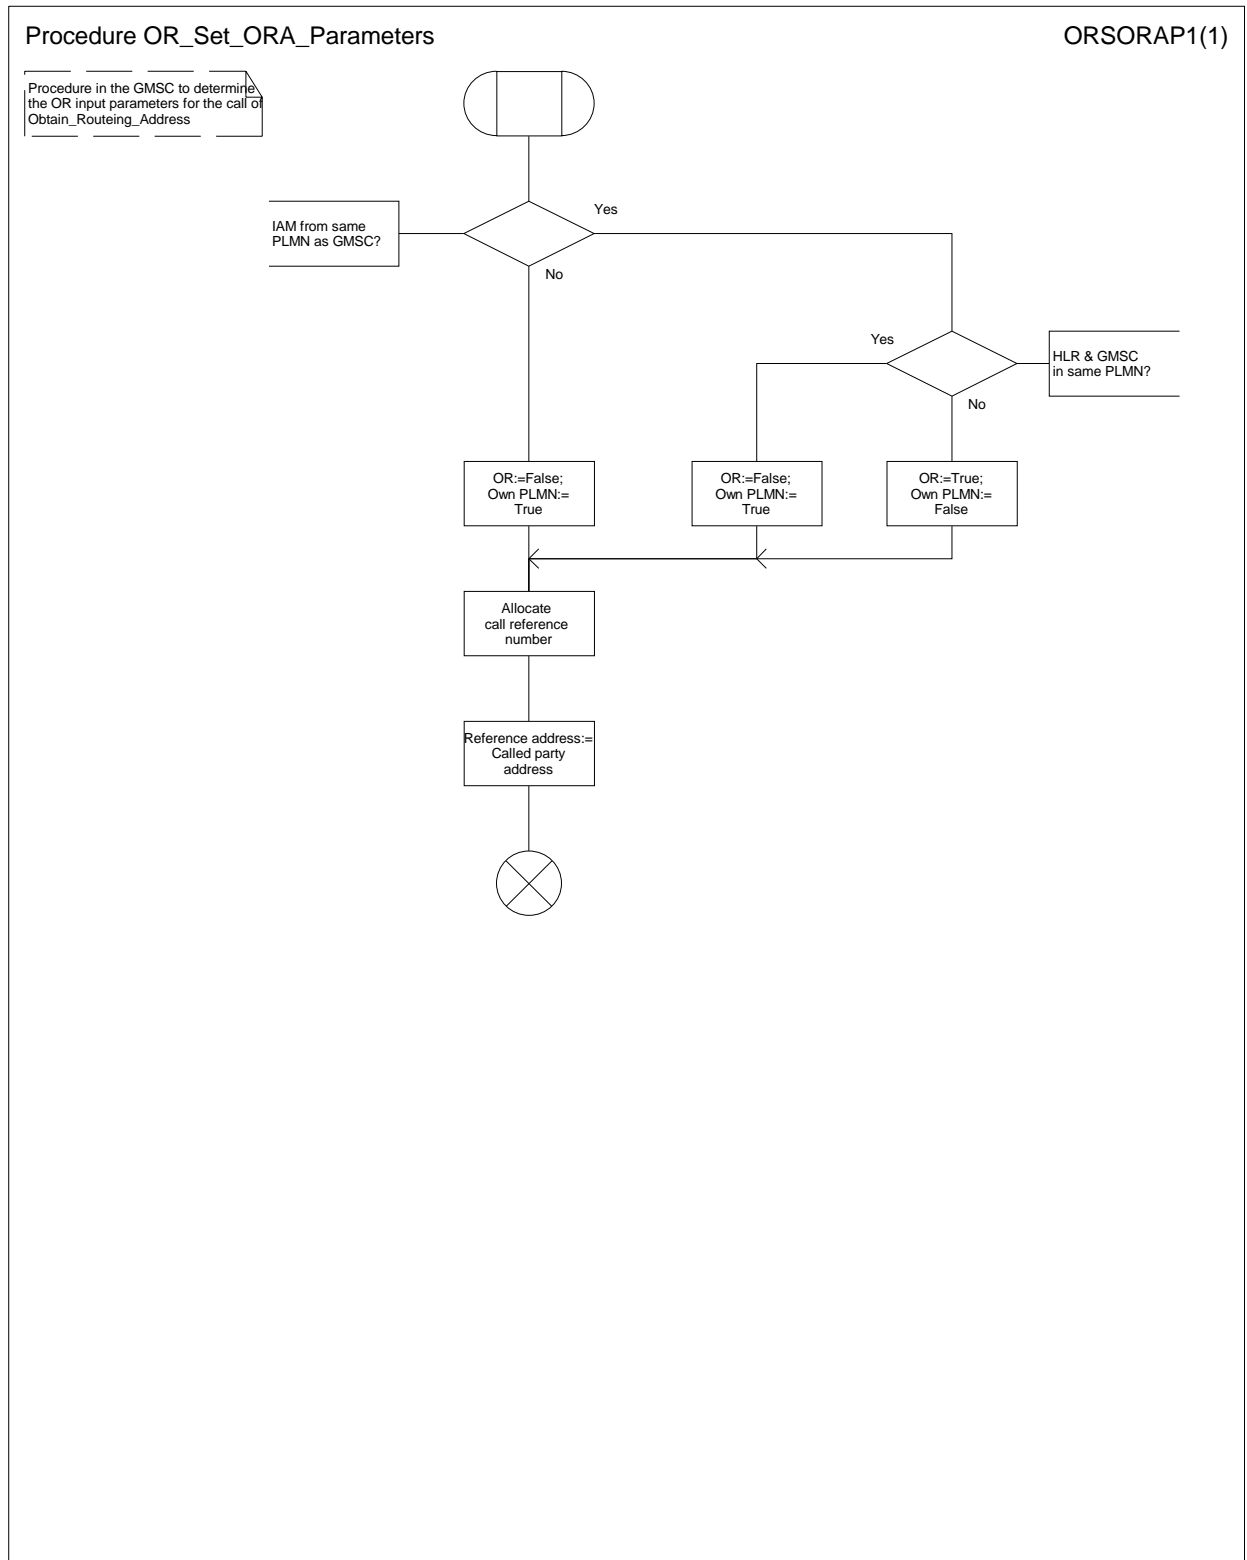 Procedure OR_Set_ORA_Parameters
ORSORAP1(1)
Procedure in the GMSC to determine
the OR input parameters for the call of
Obtain_Routeing_Address
IAM from same
PLMN as GMSC?
Yes
No
Yes
HLR & GMSC
in same PLMN?
No
OR:=False;
Own PLMN:=
True
OR:=False;
Own PLMN:=
True
OR:=True;
Own PLMN:=
False
Allocate
call reference
number
Reference address:=
Called party
address